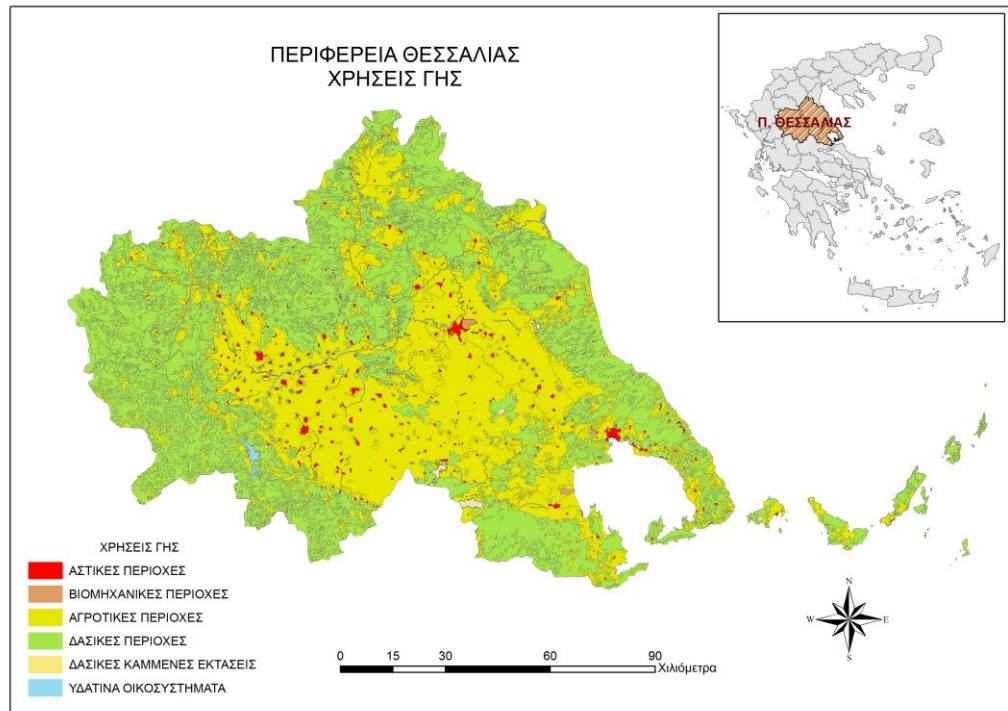 ΠΕΡΙΦΕΡΕΙΑ ΘΕΣΣΑΛΙΑΣ
ΧΡΗΣΕΙΣ ΓΗΣ
Π. ΘΕΣΣΑΛΙΑΣ
ΧΡΗΣΕΙΣ ΓΗΣ
ΑΣΤΙΚΕΣ ΠΕΡΙΟΧΕΣ
ΒΙΟΜΗΧΑΝΙΚΕΣ ΠΕΡΙΟΧΕΣ
ΑΓΡΟΤΙΚΕΣ ΠΕΡΙΟΧΕΣ
ΔΑΣΙΚΕΣ ΠΕΡΙΟΧΕΣ
ΔΑΣΙΚΕΣ ΚΑΜΜΕΝΕΣ ΕΚΤΑΣΕΙΣ
ΥΔΑΤΙΝΑ ΟΙΚΟΣΥΣΤΗΜΑΤΑ
0 15 30 60 90
Χιλιόμετρα
N
W E
S